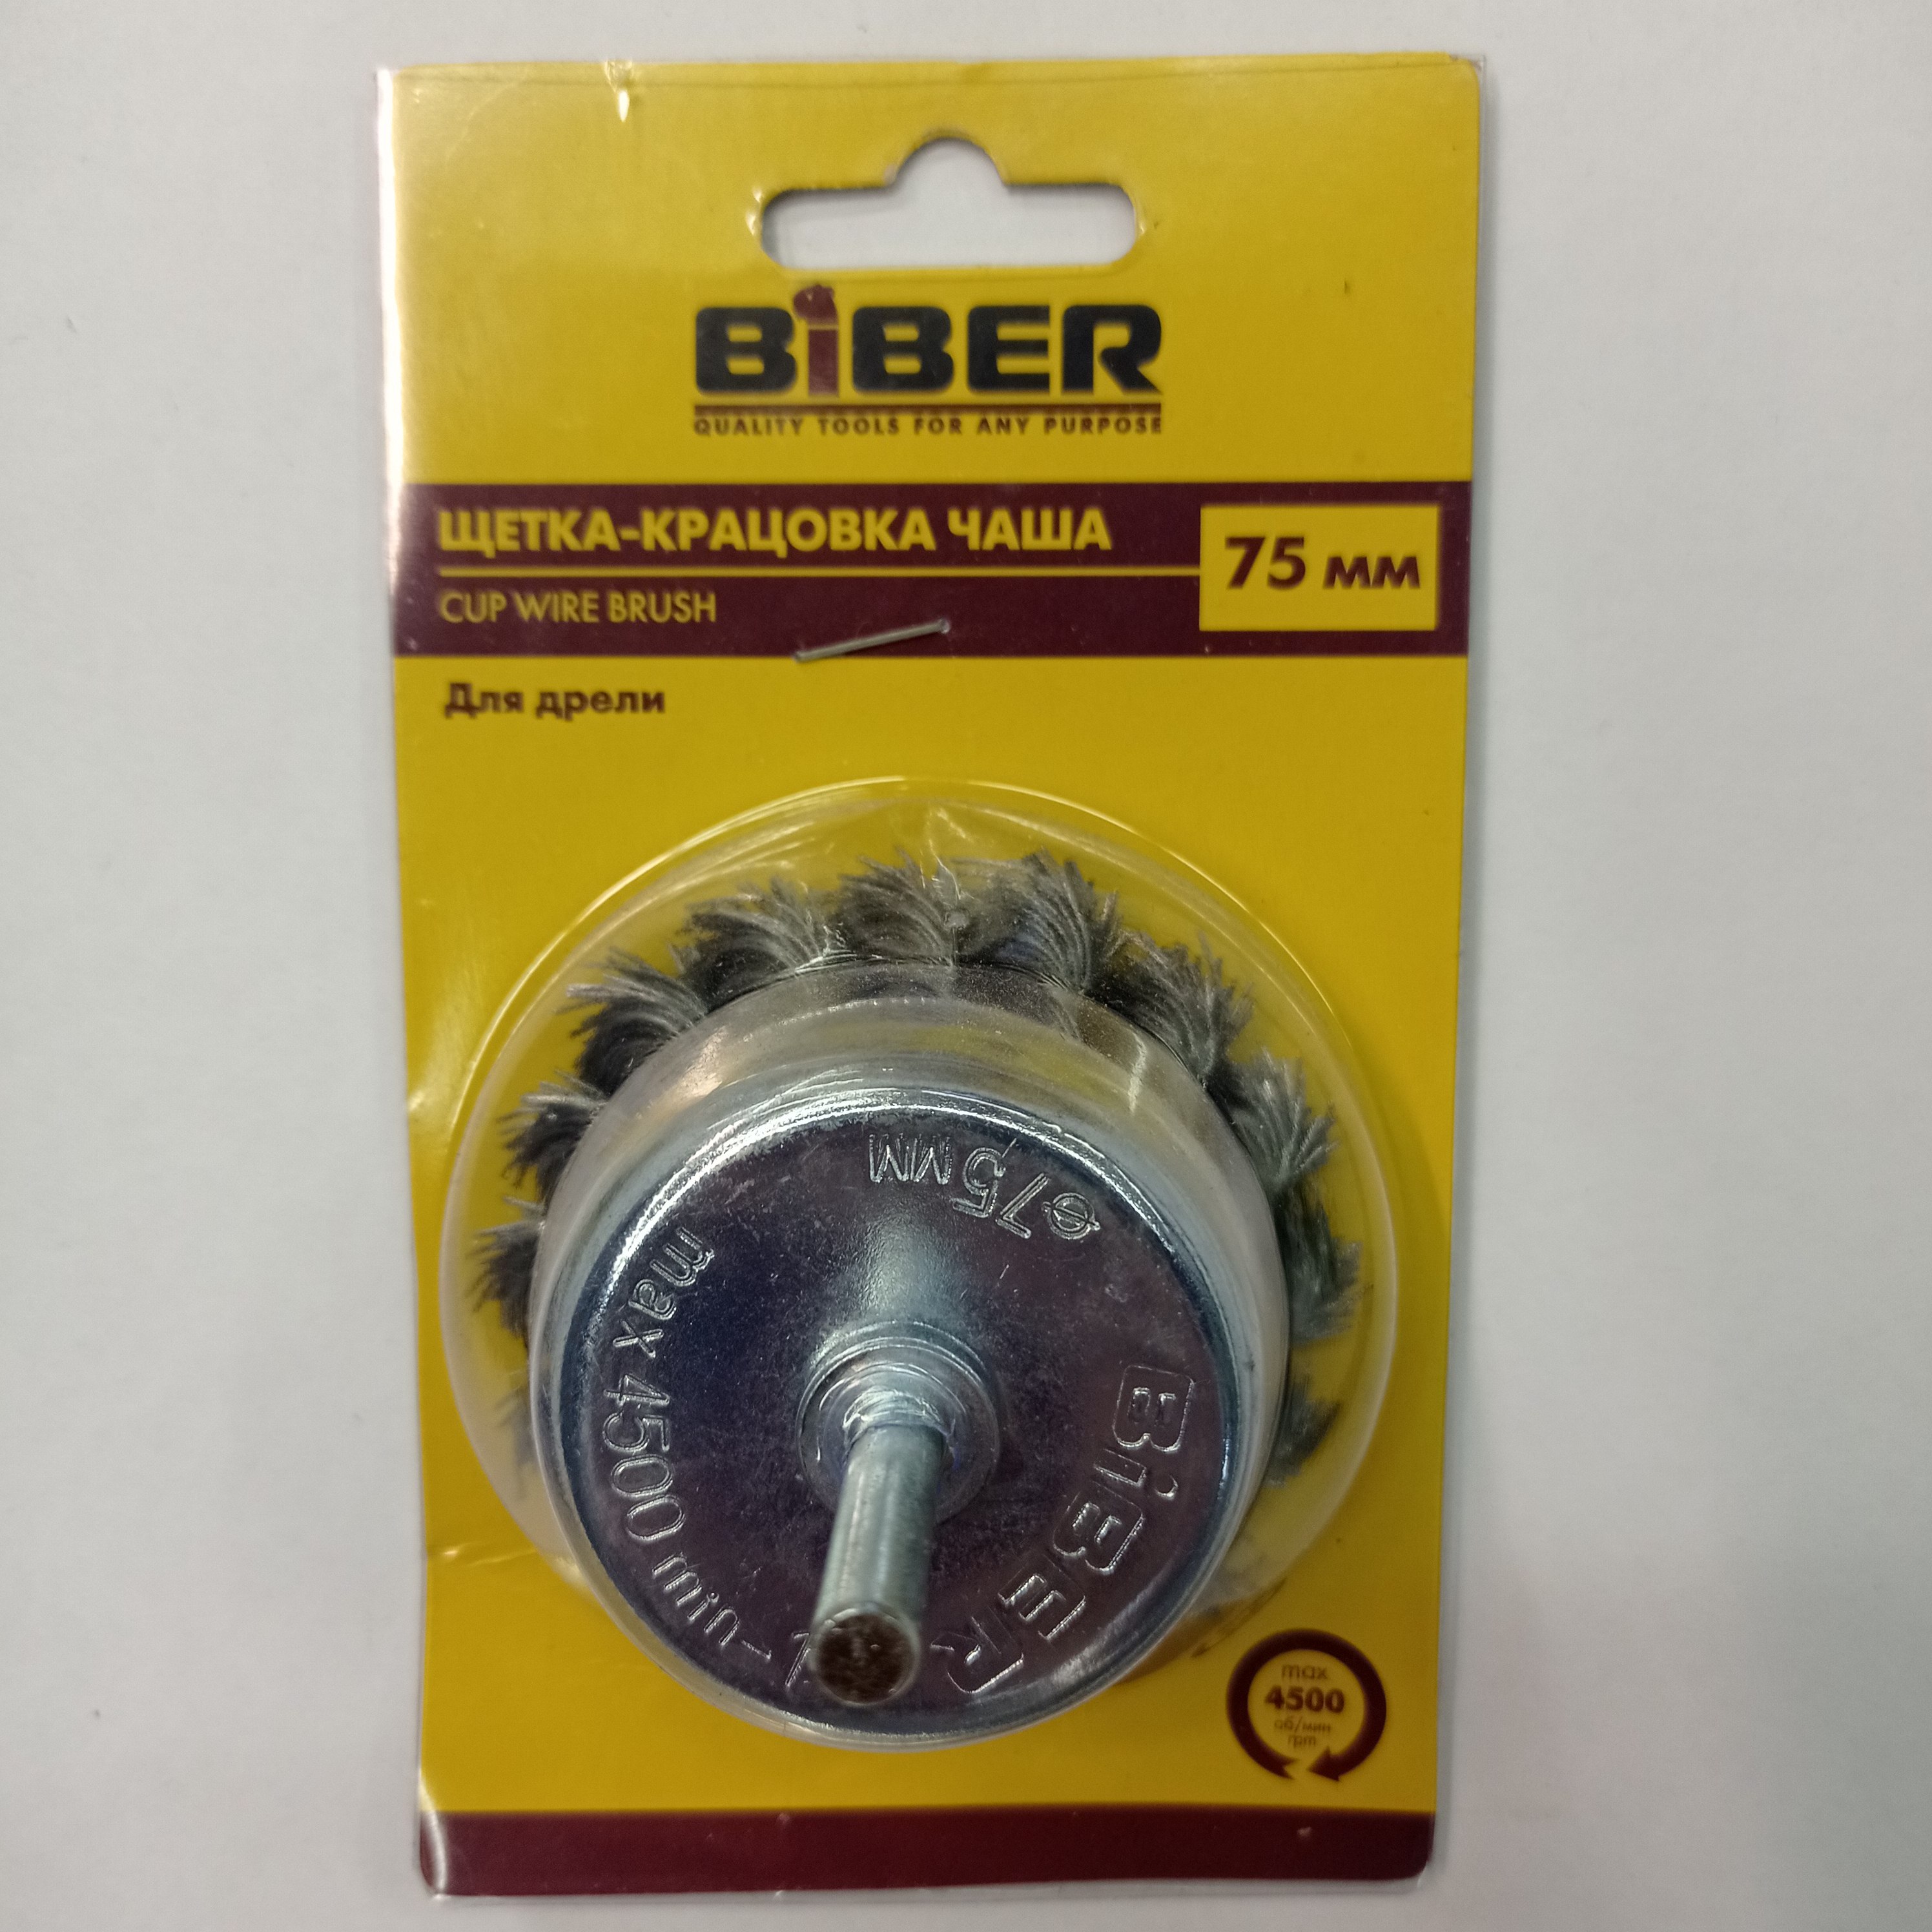 BiBER
QUALITY TOOLS FOR ANY PURPOSE
ЩЕТКА-КРАЦОВКА ЧАША
75 мм
CUP WIRE BRUSH
Для дрели
ø75мм
max 4500 min-1
BiBER
max
4500
об/мин
rpm